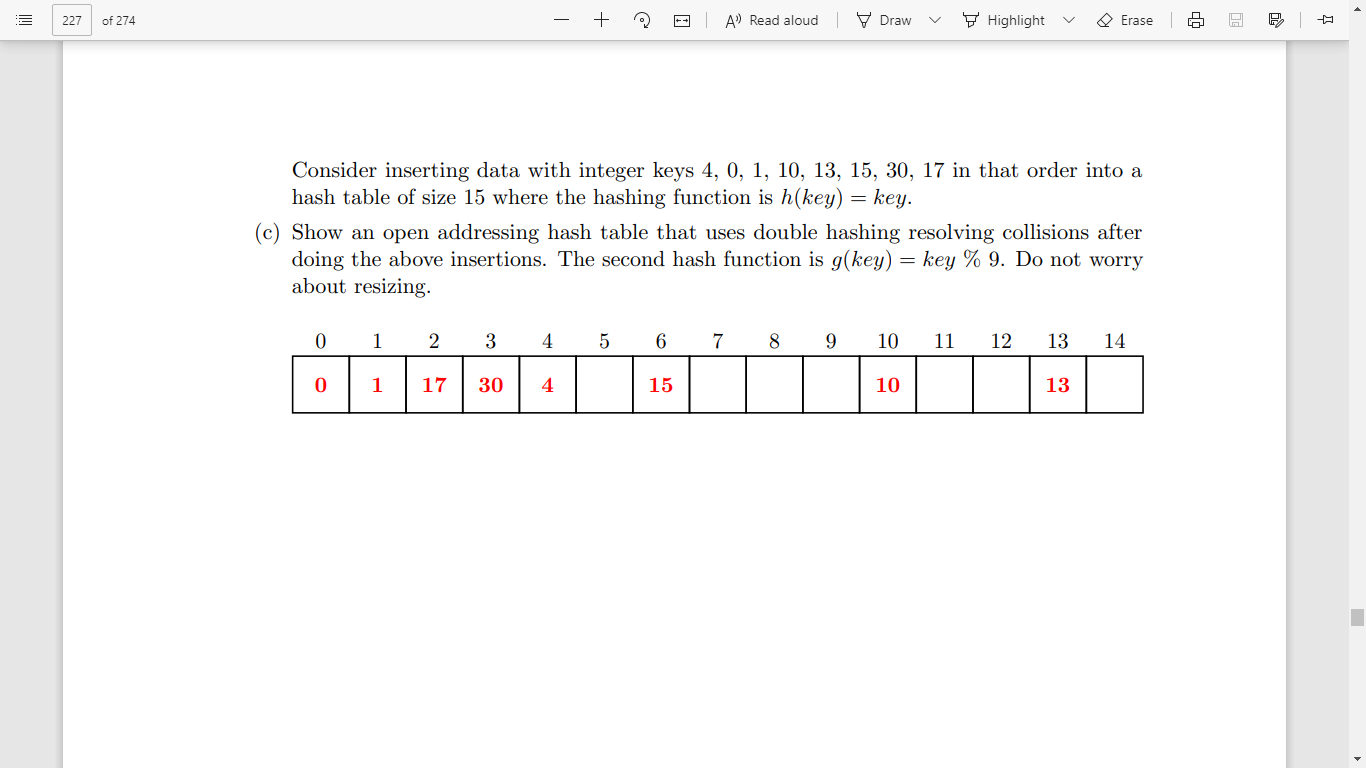 227 of 274 Read aloud Draw Highlight Erase
Consider inserting data with integer keys 4, 0, 1, 10, 13, 15, 30, 17 in that order into a
hash table of size 15 where the hashing function is h(key) = key.
(c) Show an open addressing hash table that uses double hashing resolving collisions after
doing the above insertions. The second hash function is g(key) = key % 9. Do not worry
about resizing.
0 1 2 3 4 5 6 7 8 9 10 11 12 13 14
0 1 17 30 4 15 10 13